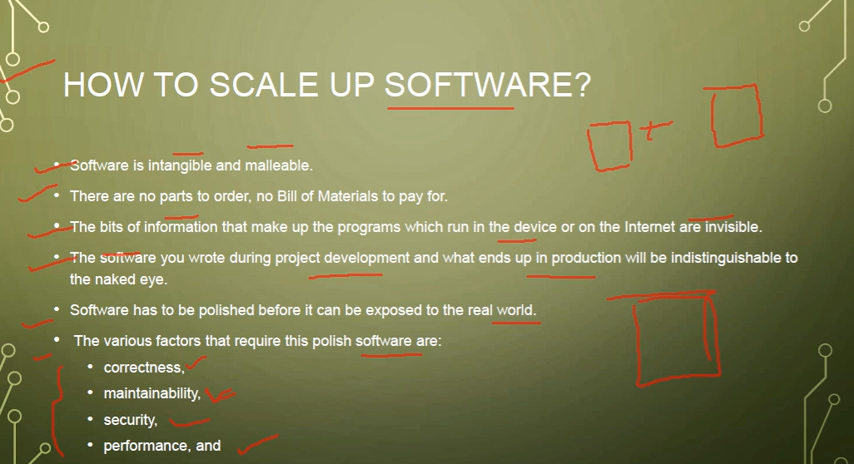 HOW TO SCALE UP SOFTWARE?
• Software is intangible and malleable.
• There are no parts to order, no Bill of Materials to pay for.
• The bits of information that make up the programs which run in the device or on the Internet are invisible.
• The software you wrote during project development and what ends up in production will be indistinguishable to
the naked eye.
• Software has to be polished before it can be exposed to the real world.
• The various factors that require this polish software are:
• correctness,
• maintainability,
• security,
• performance, and